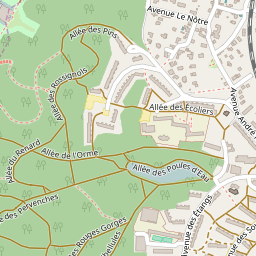 Avenue Le Nôtre
Allée des Pins
Allée des Rossignols
Allée des Écoliers
Avenue André
Allée du Renard
Allée de l'Orme
Allée des Poules d'Eau
des Pervenches
Avenue des Étangs
Rouges Gorges